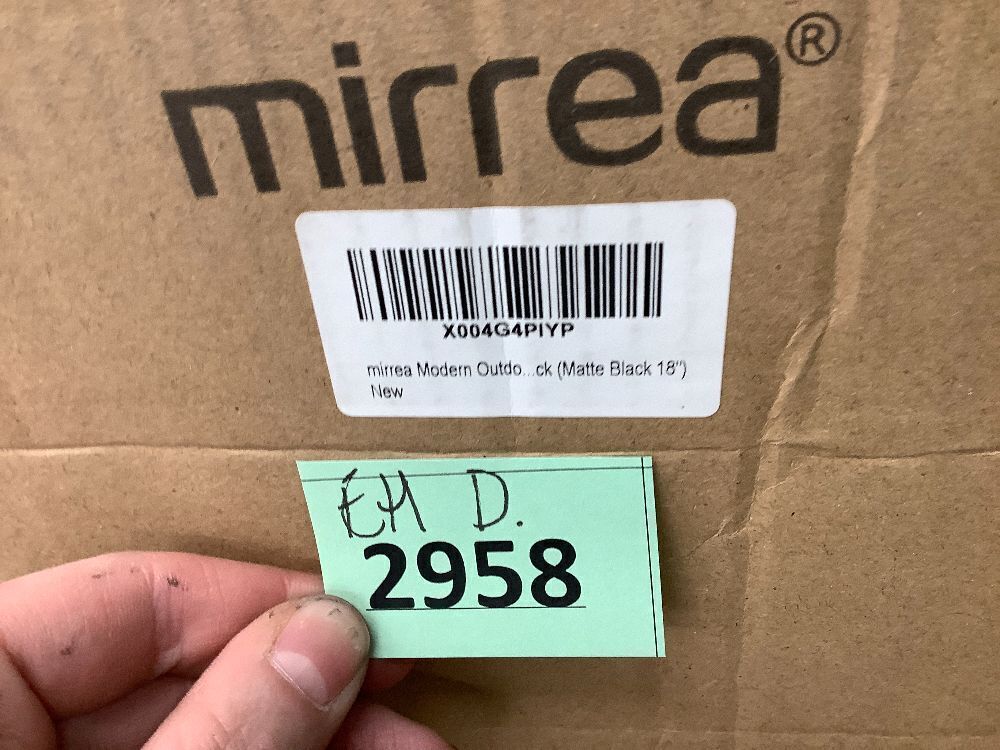 mirrea®
X004G4PIYP
mirrea Modern Outdo...ck (Matte Black 18")
New
EH D.
2958